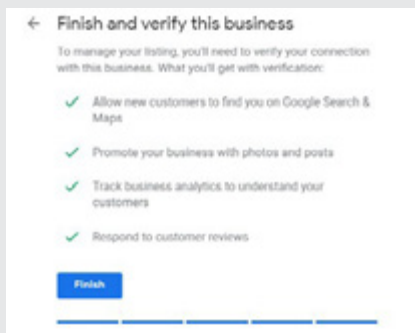 Finish and verify this business
To manage your listing, you'll need to verify your connection
with this business. What you'll get with verification:
Allow new customers to find you on Google Search &
Maps
Promote your business with photos and posts
Track business analytics to understand your
customers
Respond to customer reviews
Finish